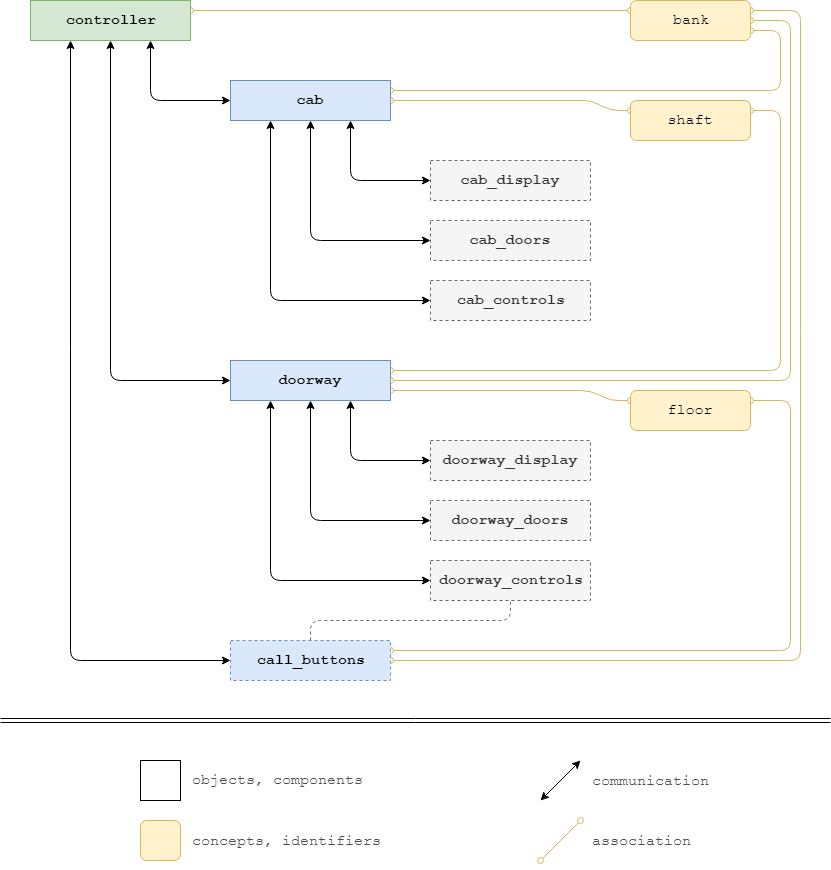 controller
bank
cab
shaft
cab_display
cab_doors
cab_controls
doorway
floor
doorway_display
doorway_doors
doorway_controls
call_buttons
objects, components
communication
concepts, identifiers
association